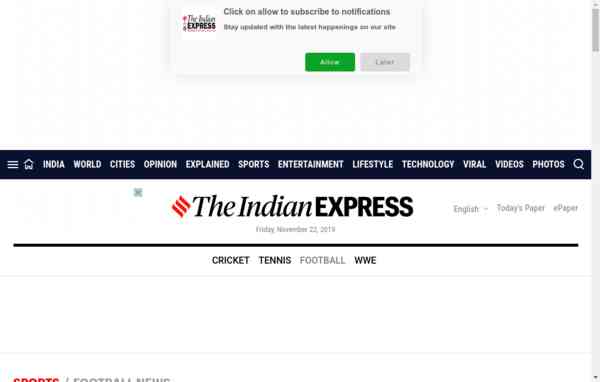 Click on allow to subscribe to notifications
The Indian EXPRESS
Stay updated with the latest happenings on our site
Allow
Later
INDIA WORLD CITIES OPINION EXPLAINED SPORTS ENTERTAINMENT LIFESTYLE TECHNOLOGY VIRAL VIDEOS PHOTOS
The Indian EXPRESS
English Today's Paper ePaper
Friday, November 22, 2019
CRICKET TENNIS FOOTBALL WWE
SPORTS / FOOTBALL NEWS